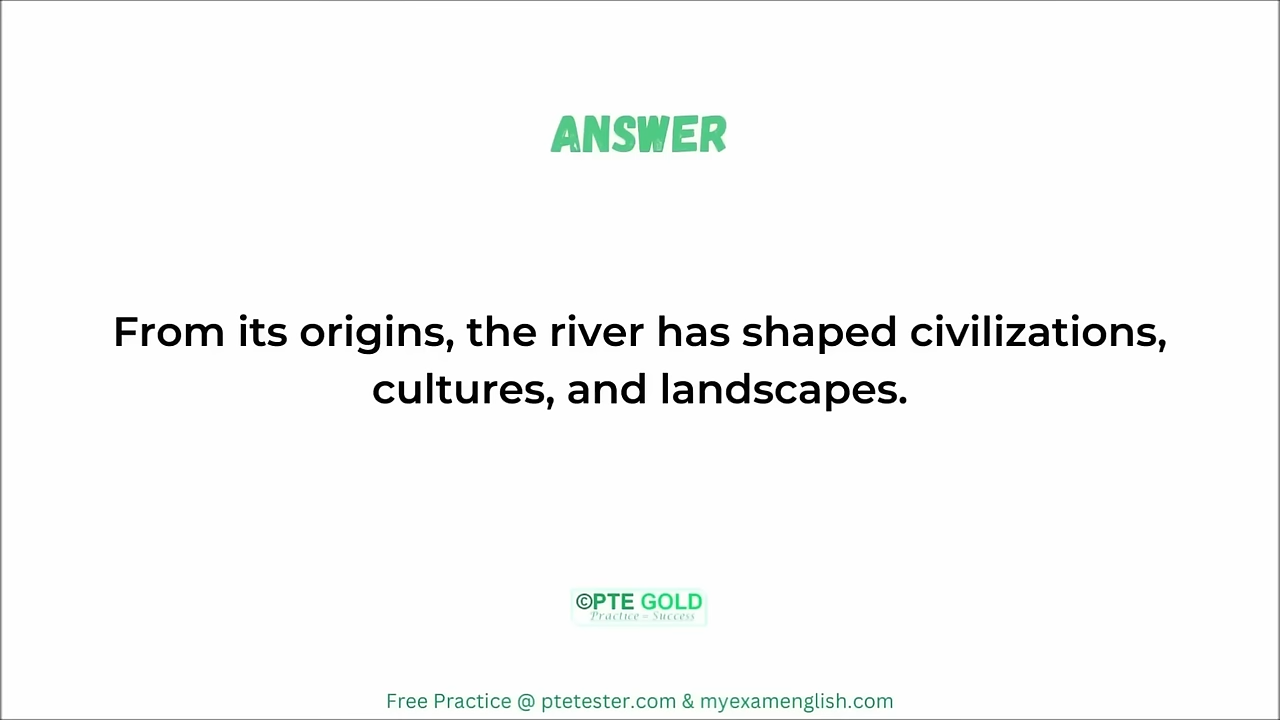 ANSWER
From its origins, the river has shaped civilizations,
cultures, and landscapes.
©PTE GOLD
Practice = Success
Free Practice @ ptetester.com & myexamenglish.com